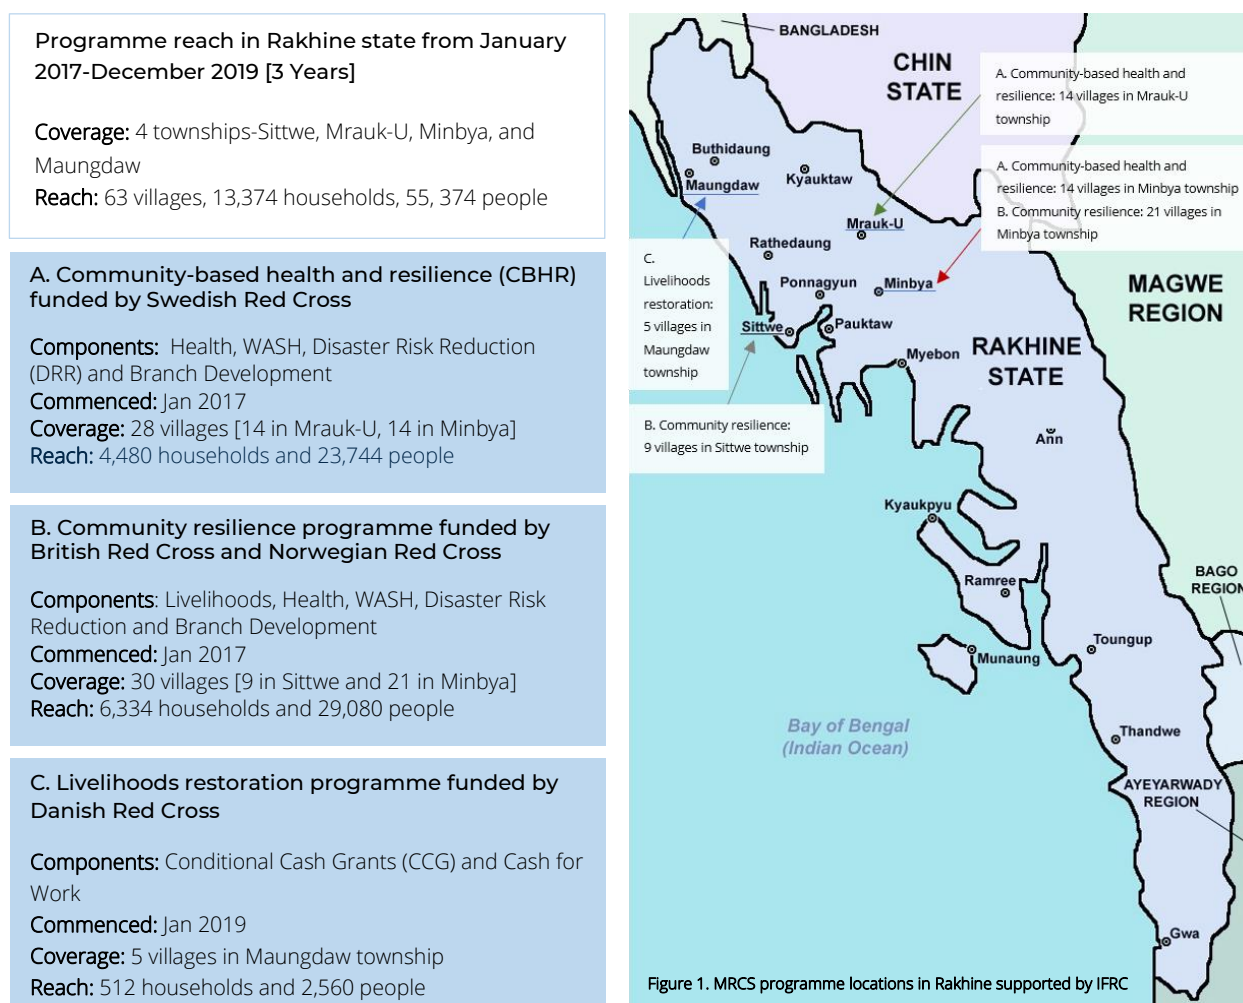 Programme reach in Rakhine state from January
2017-December 2019 [3 Years]
Coverage: 4 townships-Sittwe, Mrauk-U, Minbya, and
Maungdaw
Reach: 63 villages, 13,374 households, 55, 374 people
A. Community-based health and resilience (CBHR)
funded by Swedish Red Cross
Components:  Health, WASH, Disaster Risk Reduction
(DRR) and Branch Development
Commenced: Jan 2017
Coverage: 28 villages [14 in Mrauk-U, 14 in Minbya]
Reach: 4,480 households and 23,744 people
B. Community resilience programme funded by
British Red Cross and Norwegian Red Cross
Components: Livelihoods, Health, WASH, Disaster Risk
Reduction and Branch Development
Commenced: Jan 2017
Coverage: 30 villages [9 in Sittwe and 21 in Minbya]
Reach: 6,334 households and 29,080 people
C. Livelihoods restoration programme funded by
Danish Red Cross
Components: Conditional Cash Grants (CCG) and Cash for
Work
Commenced: Jan 2019
Coverage: 5 villages in Maungdaw township
Reach: 512 households and 2,560 people
BANGLADESH
CHIN
STATE
A. Community-based health and
resilience: 14 villages in Mrauk-U
township
Buthidaung
Maungdaw
Kyauktaw
A. Community-based health and
resilience: 14 villages in Minbya township
B. Community resilience: 21 villages in
Minbya township
Mrauk-U
Rathedaung
C.
Livelihoods
restoration:
5 villages in
Maungdaw
township
Ponnagyun
Minbya
MAGWE
REGION
Sittwe
Pauktaw
Myebon
RAKHINE
STATE
B. Community resilience:
9 villages in Sittwe township
Ann
Kyaukpyu
Ramree
BAGO
REGION
Munaung
Toungup
Bay of Bengal
(Indian Ocean)
Thandwe
AYEYARWADY
REGION
Gwa
Figure 1. MRCS programme locations in Rakhine supported by IFRC